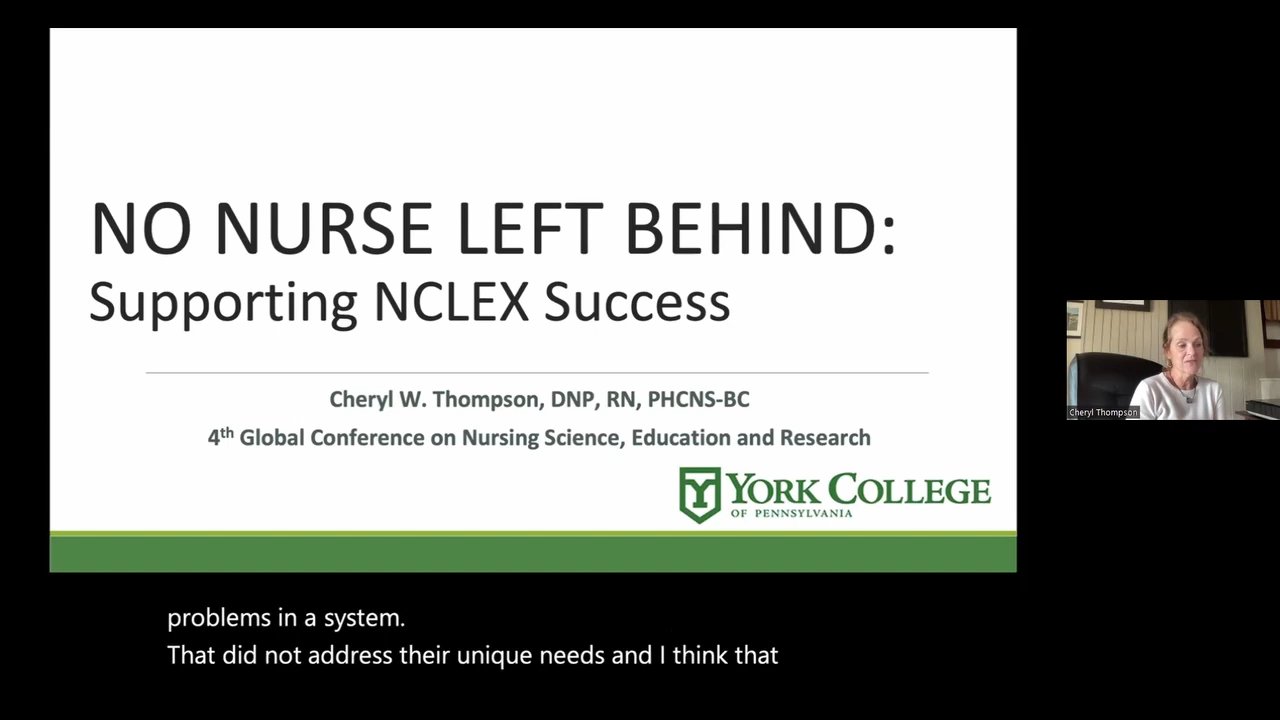 NO NURSE LEFT BEHIND:
Supporting NCLEX Success
Cheryl W. Thompson, DNP, RN, PHCNS-BC
4th Global Conference on Nursing Science, Education and Research
YORK COLLEGE
OF PENNSYLVANIA
Cheryl Thompson
problems in a system.
That did not address their unique needs and I think that